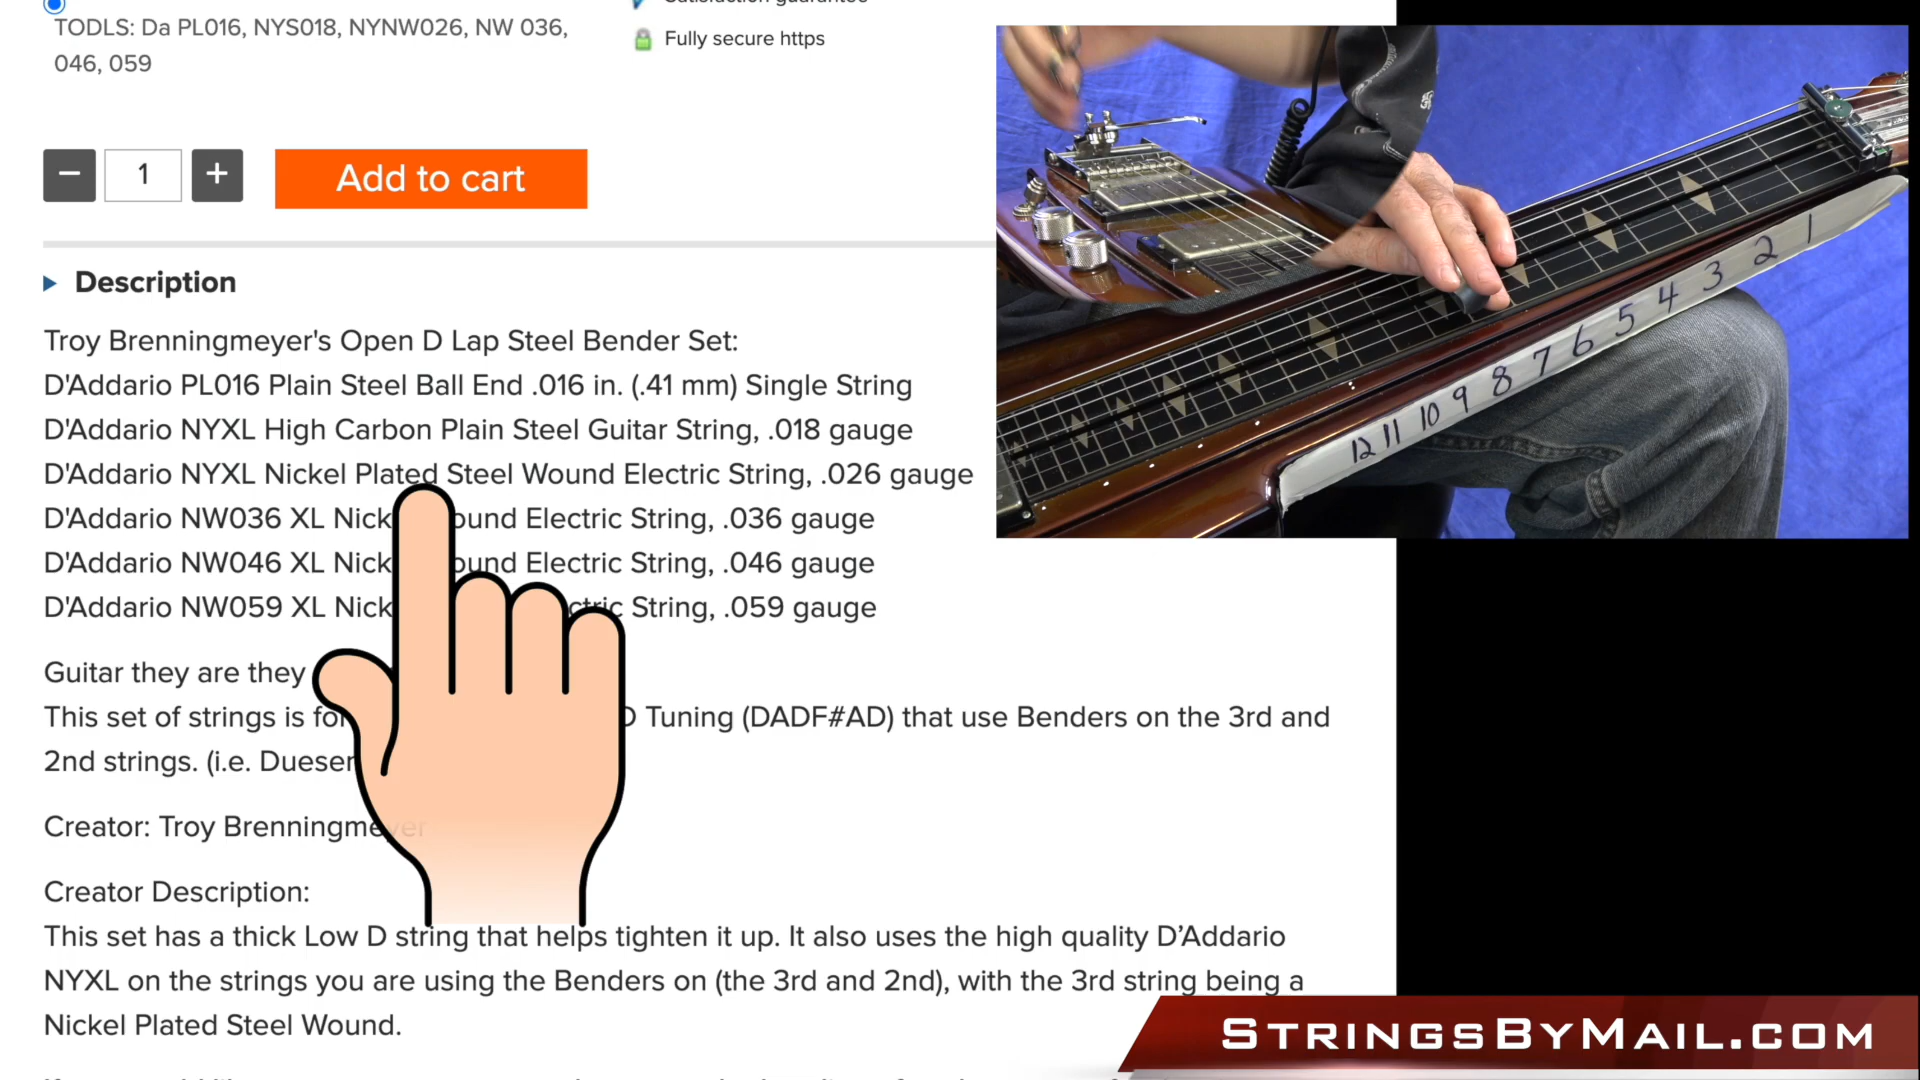 Satisfaction guarantee
TODLS: Da PL016, NYS018, NYNW026, NW 036,
046, 059
Fully secure https
− 1 + Add to cart
Description
Troy Brenningmeyer's Open D Lap Steel Bender Set:
D'Addario PL016 Plain Steel Ball End .016 in. (.41 mm) Single String
D'Addario NYXL High Carbon Plain Steel Guitar String, .018 gauge
D'Addario NYXL Nickel Plated Steel Wound Electric String, .026 gauge
D'Addario NW036 XL Nick ound Electric String, .036 gauge
D'Addario NW046 XL Nick ound Electric String, .046 gauge
D'Addario NW059 XL Nick ctric String, .059 gauge
Guitar they are they
This set of strings is for D Tuning (DADF#AD) that use Benders on the 3rd and
2nd strings. (i.e. Duesen
Creator: Troy Brenningmeyer
Creator Description:
This set has a thick Low D string that helps tighten it up. It also uses the high quality D’Addario
NYXL on the strings you are using the Benders on (the 3rd and 2nd), with the 3rd string being a
Nickel Plated Steel Wound.
12 11 10 9 8 7 6 5 4 3 2 1
STRINGSBYMAIL.COM